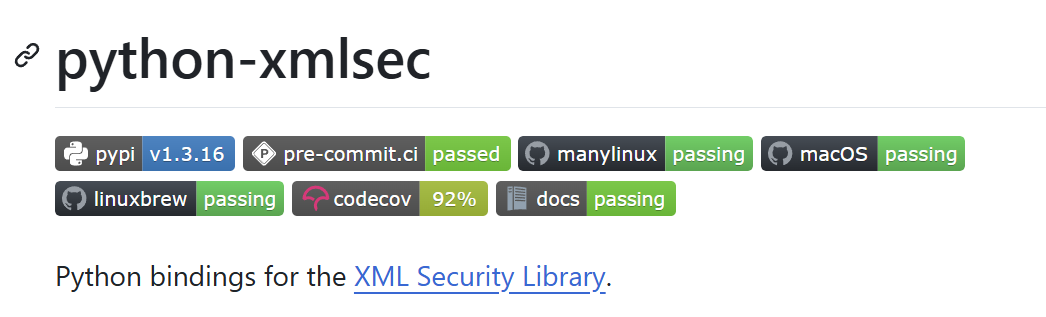 python-xmlsec
pypi v1.3.16 pre-commit.ci passed manylinux passing macOS passing
linuxbrew passing codecov 92% docs passing
Python bindings for the XML Security Library.